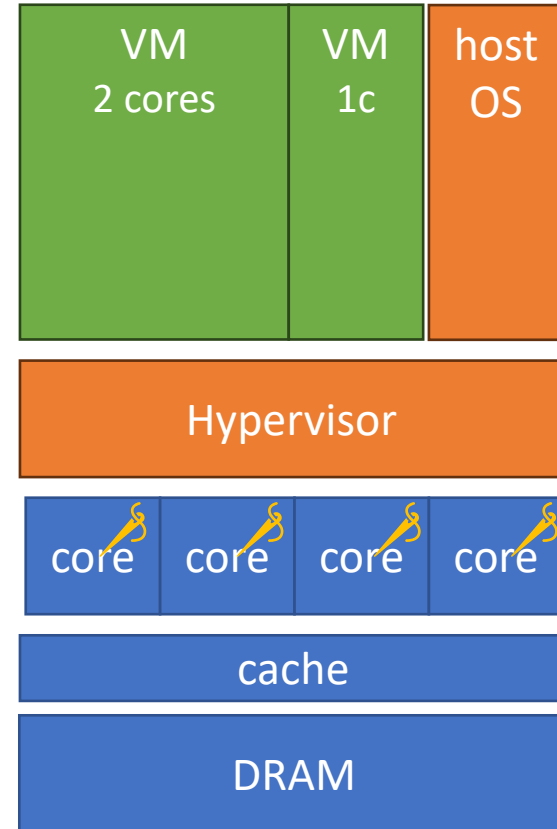 VM
2 cores
VM
1c
host
OS
Hypervisor
core core core core
cache
DRAM